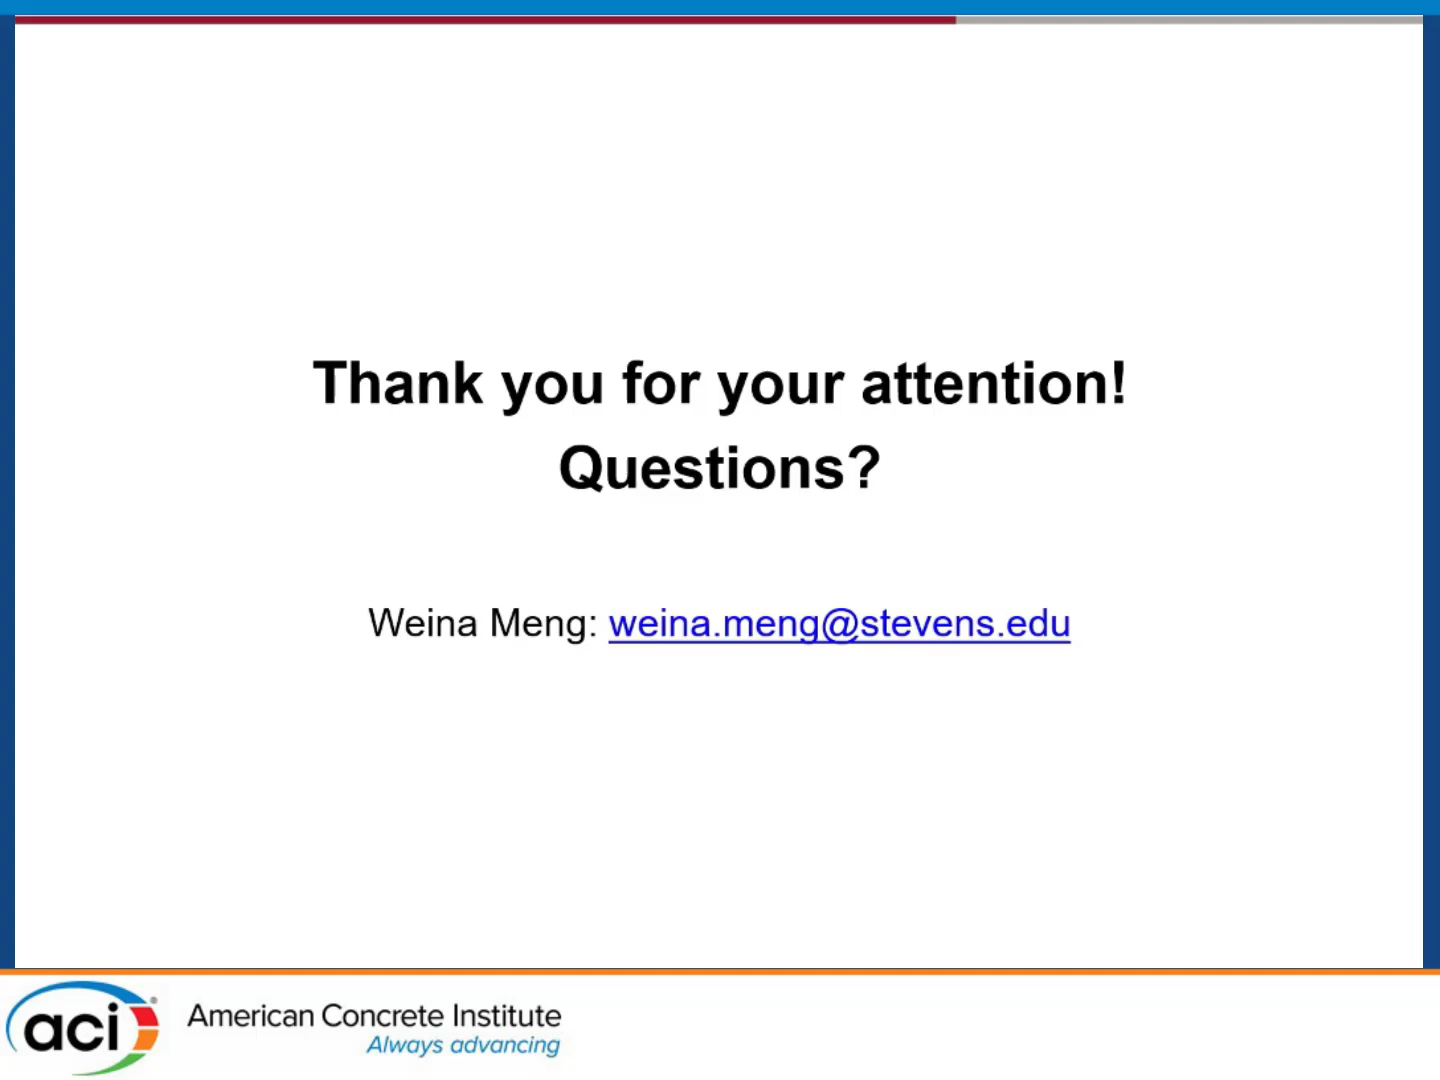 Thank you for your attention!
Questions?
Weina Meng: weina.meng@stevens.edu
aci®
American Concrete Institute
Always advancing